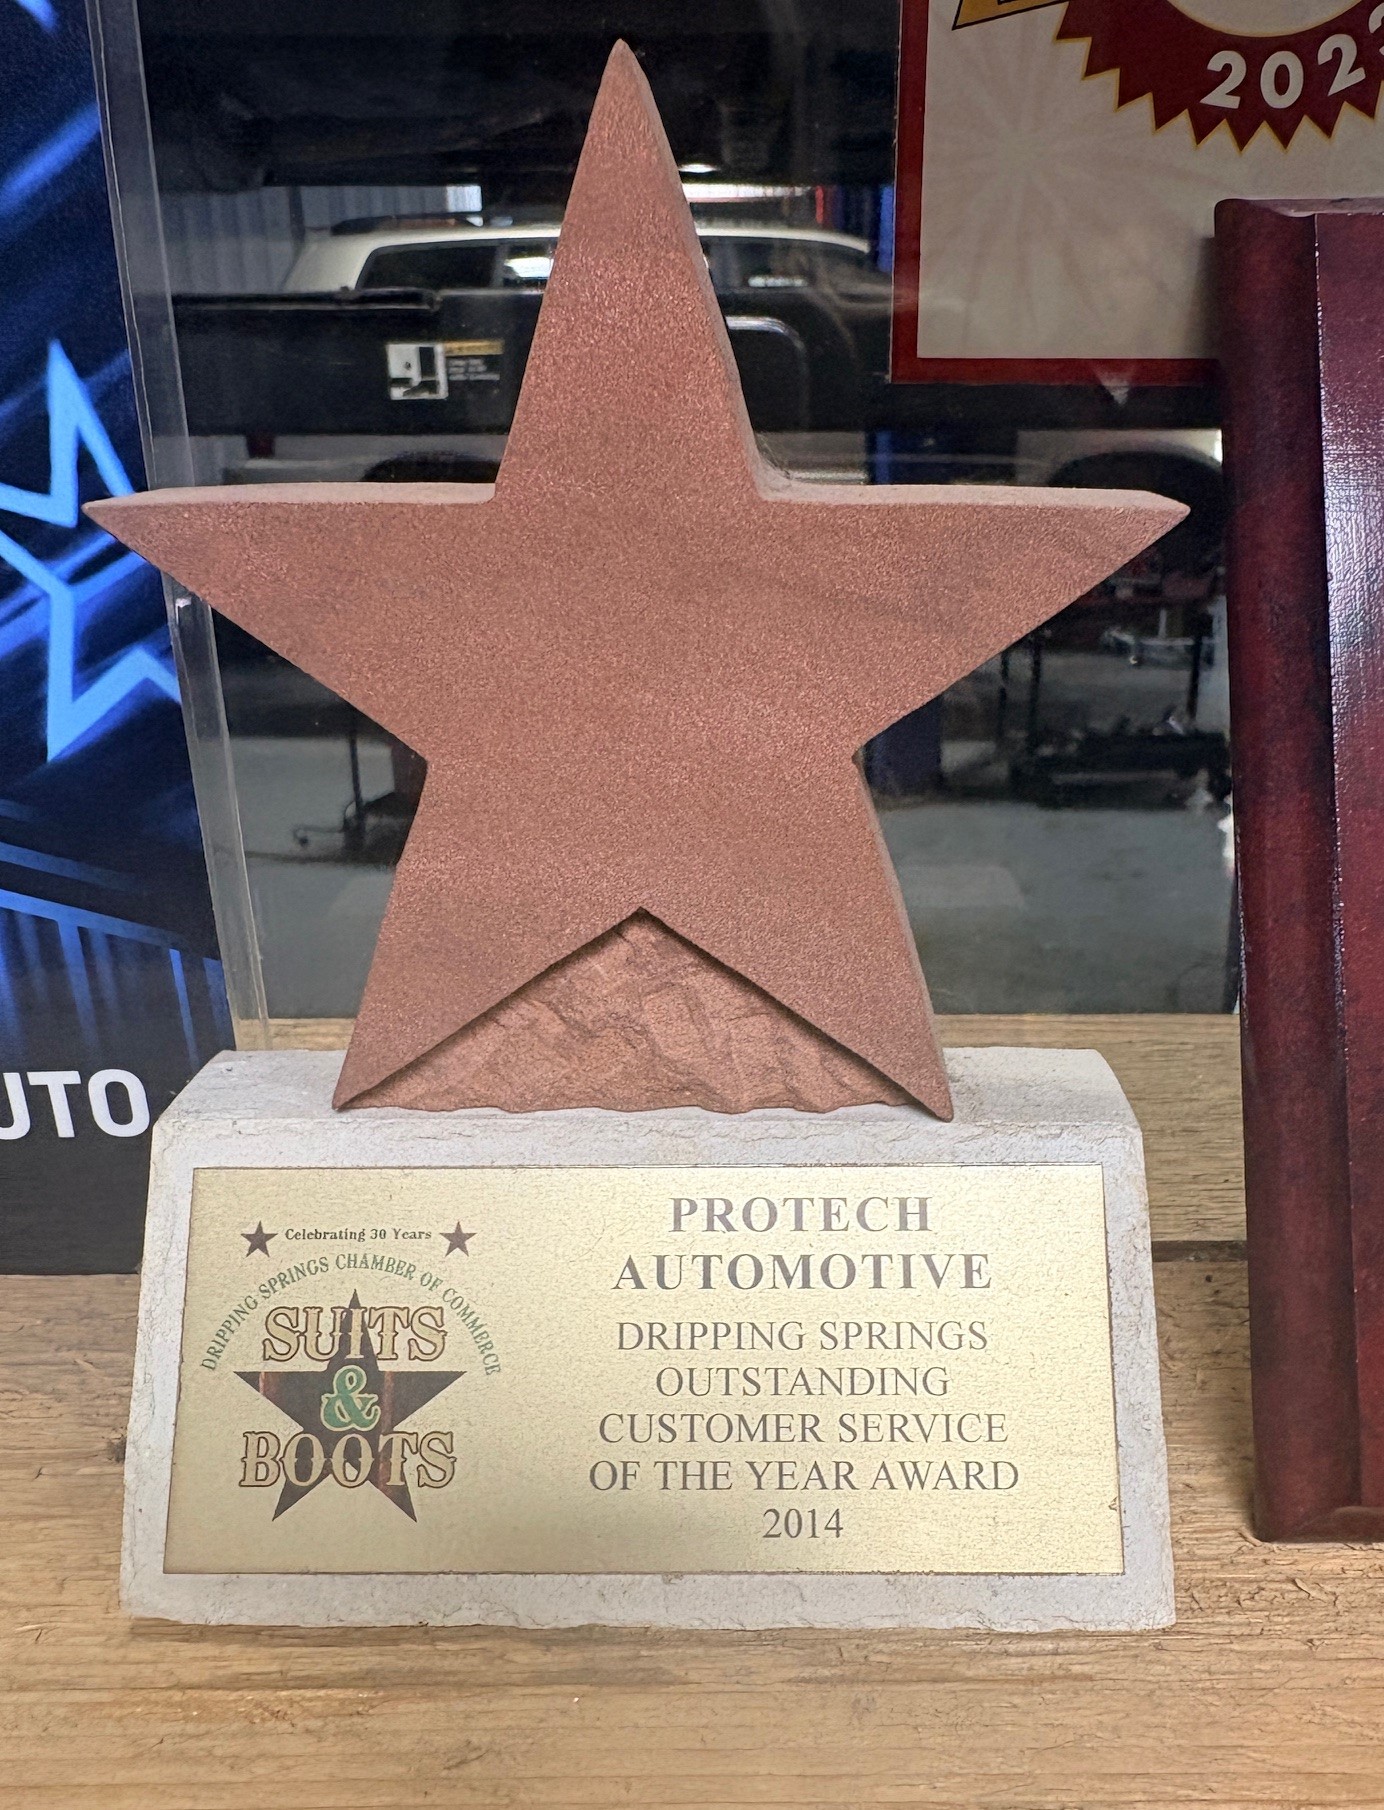 2023
UTO
Celebrating 30 Years
DRIPPING SPRINGS CHAMBER OF COMMERCE
SUITS
&
BOOTS
PROTECH
AUTOMOTIVE
DRIPPING SPRINGS
OUTSTANDING
CUSTOMER SERVICE
OF THE YEAR AWARD
2014